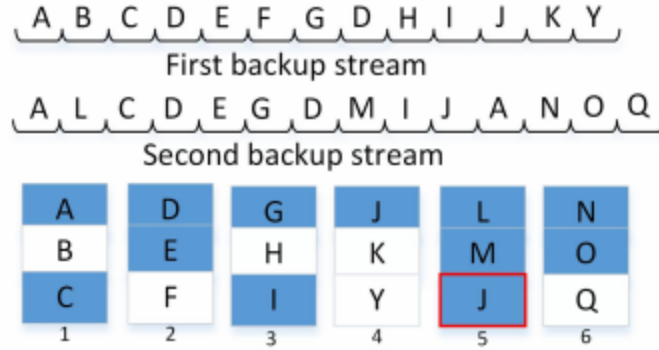 A B C D E F G D H I J K Y
First backup stream
A L C D E G D M I J A N O Q
Second backup stream
A D G J L N
B E H K M O
C F I Y J Q
1 2 3 4 5 6